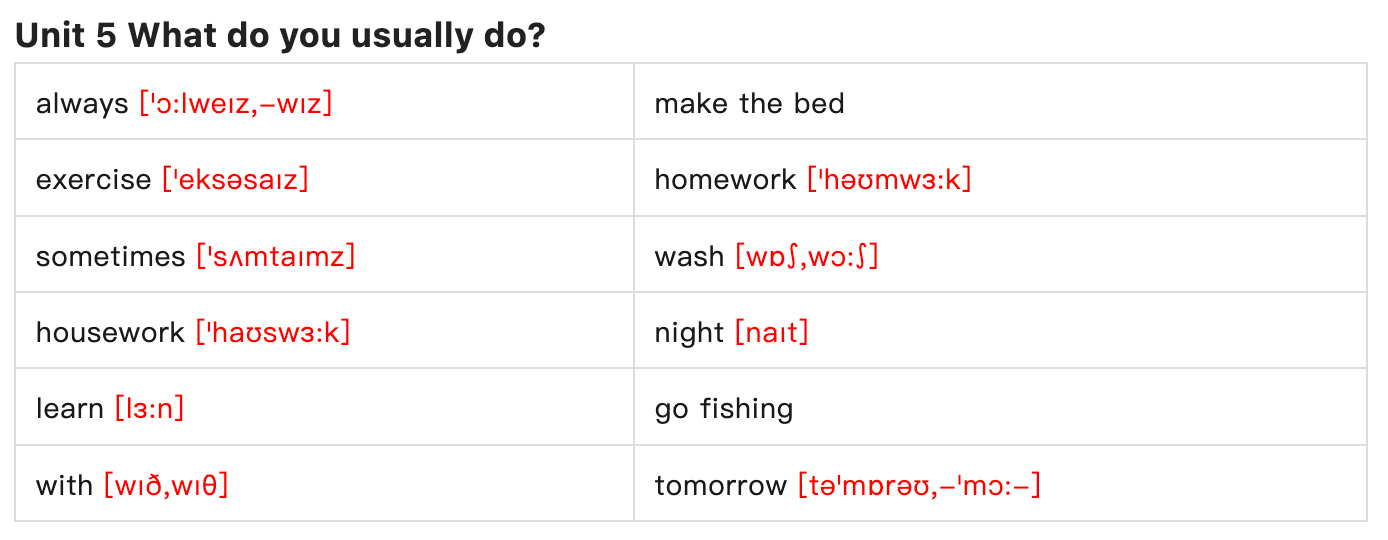 Unit 5 What do you usually do?
always [ˈɔ:lweɪz,–wɪz]
make the bed
exercise [ˈeksəsaɪz]
homework [ˈhəʊmwɜ:k]
sometimes [ˈsʌmtaɪmz]
wash [wɒʃ,wɔ:ʃ]
housework [ˈhaʊswɜ:k]
night [naɪt]
learn [lɜ:n]
go fishing
with [wɪð,wɪθ]
tomorrow [təˈmɒrəʊ,–ˈmɔ:–]